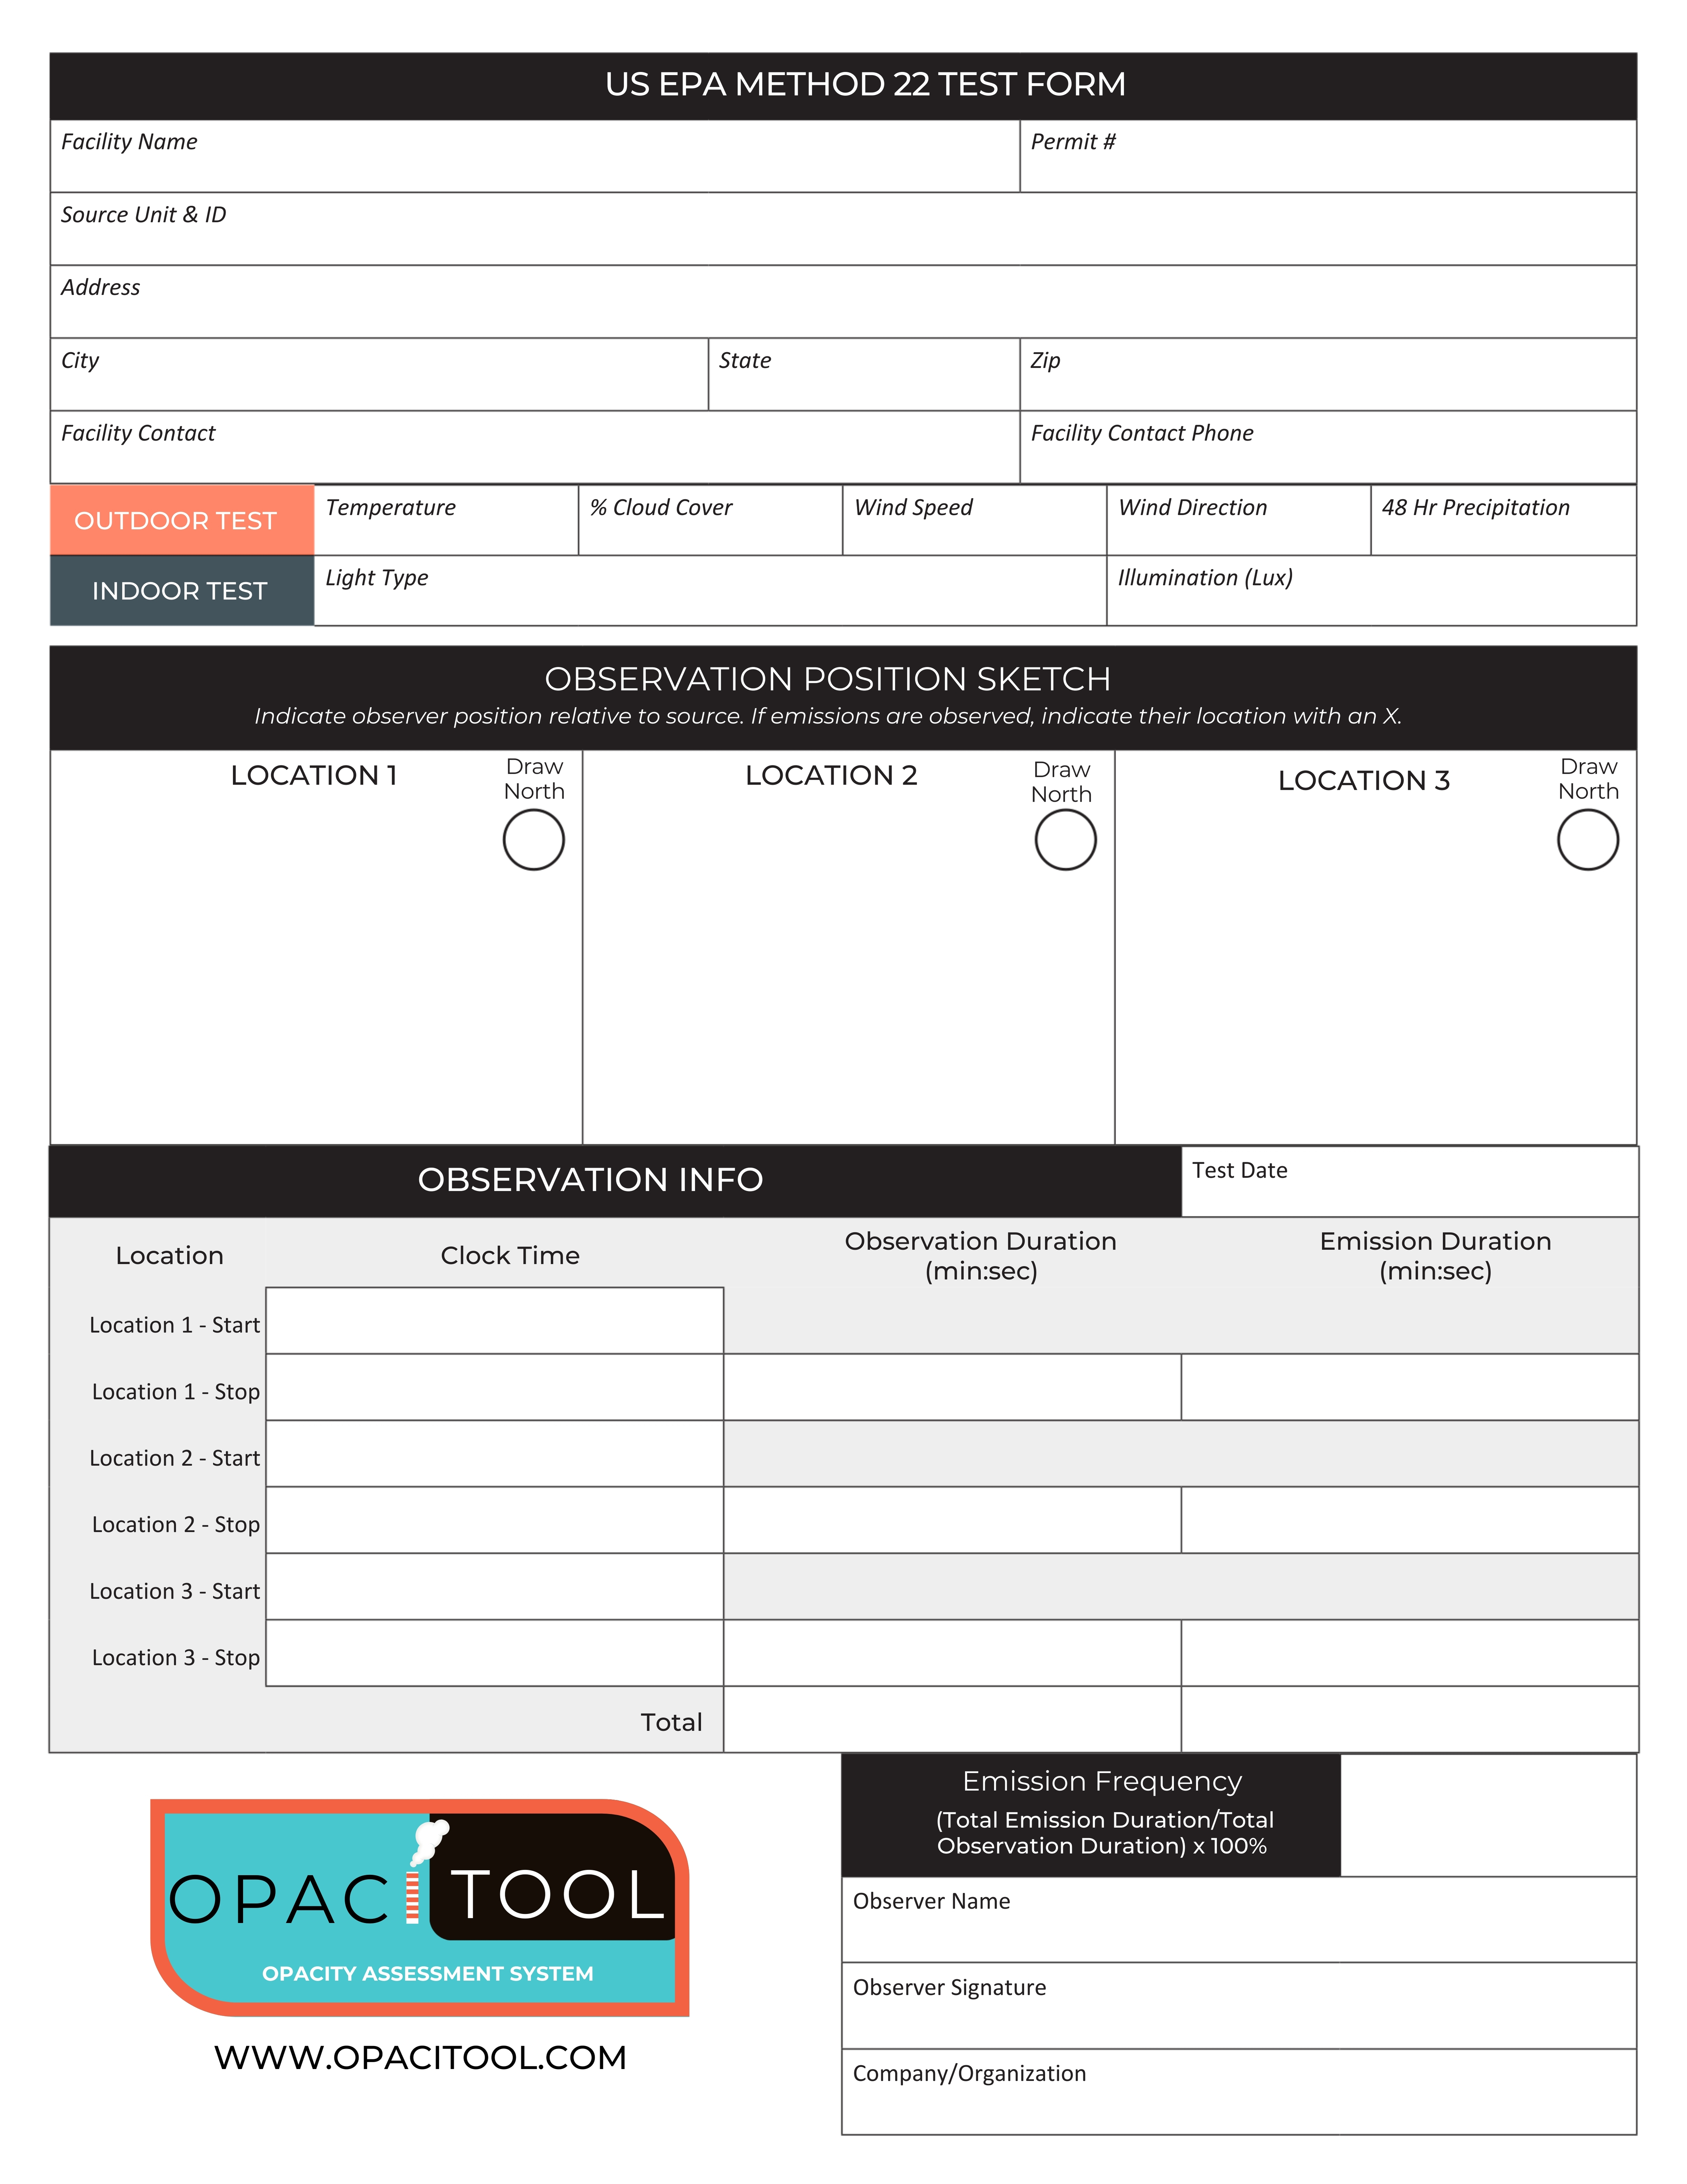 US EPA METHOD 22 TEST FORM
Facility Name
Permit #
Source Unit & ID
Address
City
State
Zip
Facility Contact
Facility Contact Phone
OUTDOOR TEST
Temperature
% Cloud Cover
Wind Speed
Wind Direction
48 Hr Precipitation
INDOOR TEST
Light Type
Illumination (Lux)
OBSERVATION POSITION SKETCH
Indicate observer position relative to source. If emissions are observed, indicate their location with an X.
LOCATION 1
Draw
North
LOCATION 2
Draw
North
LOCATION 3
Draw
North
OBSERVATION INFO
Test Date
Location
Clock Time
Observation Duration
(min:sec)
Emission Duration
(min:sec)
Location 1 - Start
Location 1 - Stop
Location 2 - Start
Location 2 - Stop
Location 3 - Start
Location 3 - Stop
Total
Emission Frequency
(Total Emission Duration/Total
Observation Duration) x 100%
OPACiTOOL
OPACITY ASSESSMENT SYSTEM
WWW.OPACITOOL.COM
Observer Name
Observer Signature
Company/Organization